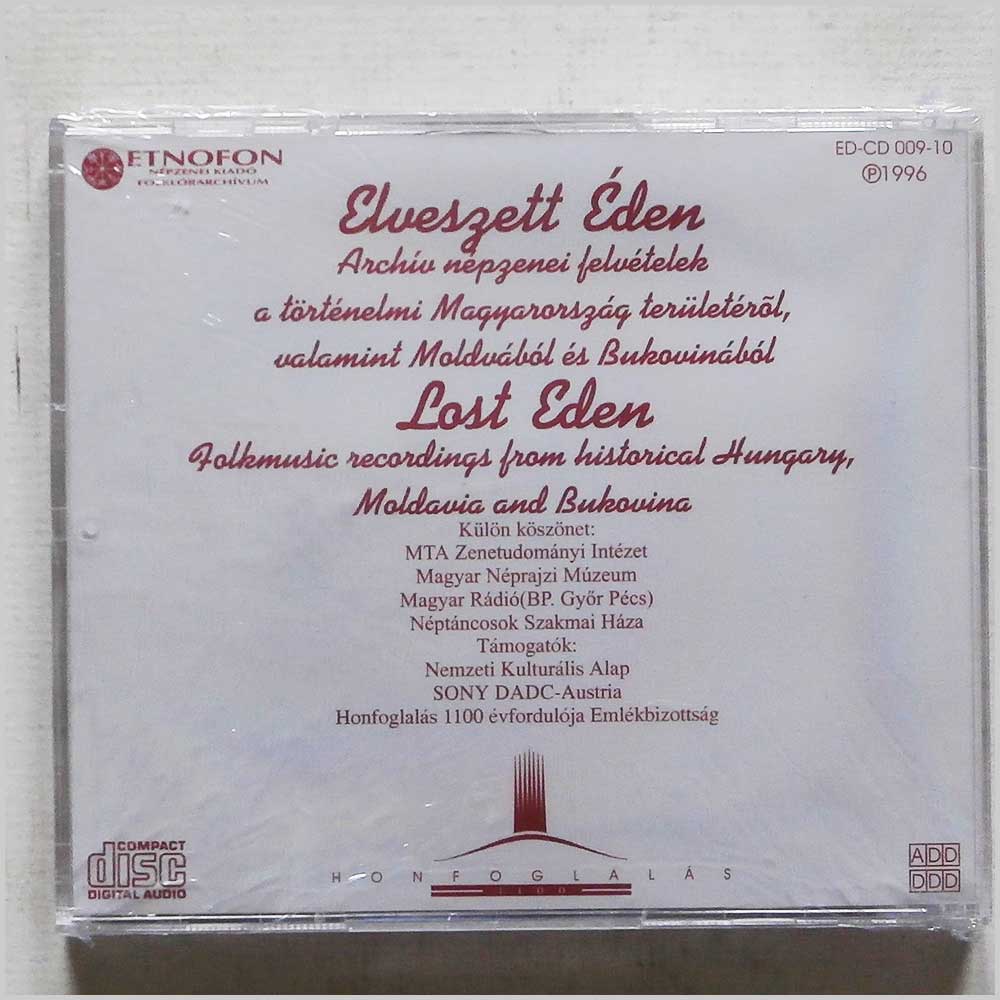 ETNOFON
NÉPZENEI KIADÓ
FOLKLÓRARCHÍVUM
ED-CD 009-10
Ⓟ1996
Elveszett Éden
Archív népzenei felvételek
a történelmi Magyarország területérõl,
valamint Moldvából és Bukovinából
Lost Eden
Folkmusic recordings from historical Hungary,
Moldavia and Bukovina
Külön köszönet:
MTA Zenetudományi Intézet
Magyar Néprajzi Múzeum
Magyar Rádió(BP. Győr Pécs)
Néptáncosok Szakmai Háza
Támogatók:
Nemzeti Kulturális Alap
SONY DADC-Austria
Honfoglalás 1100 évfordulója Emlékbizottság
COMPACT
disc
DIGITAL AUDIO
HONFOGLALÁS
1100
ADD
DDD